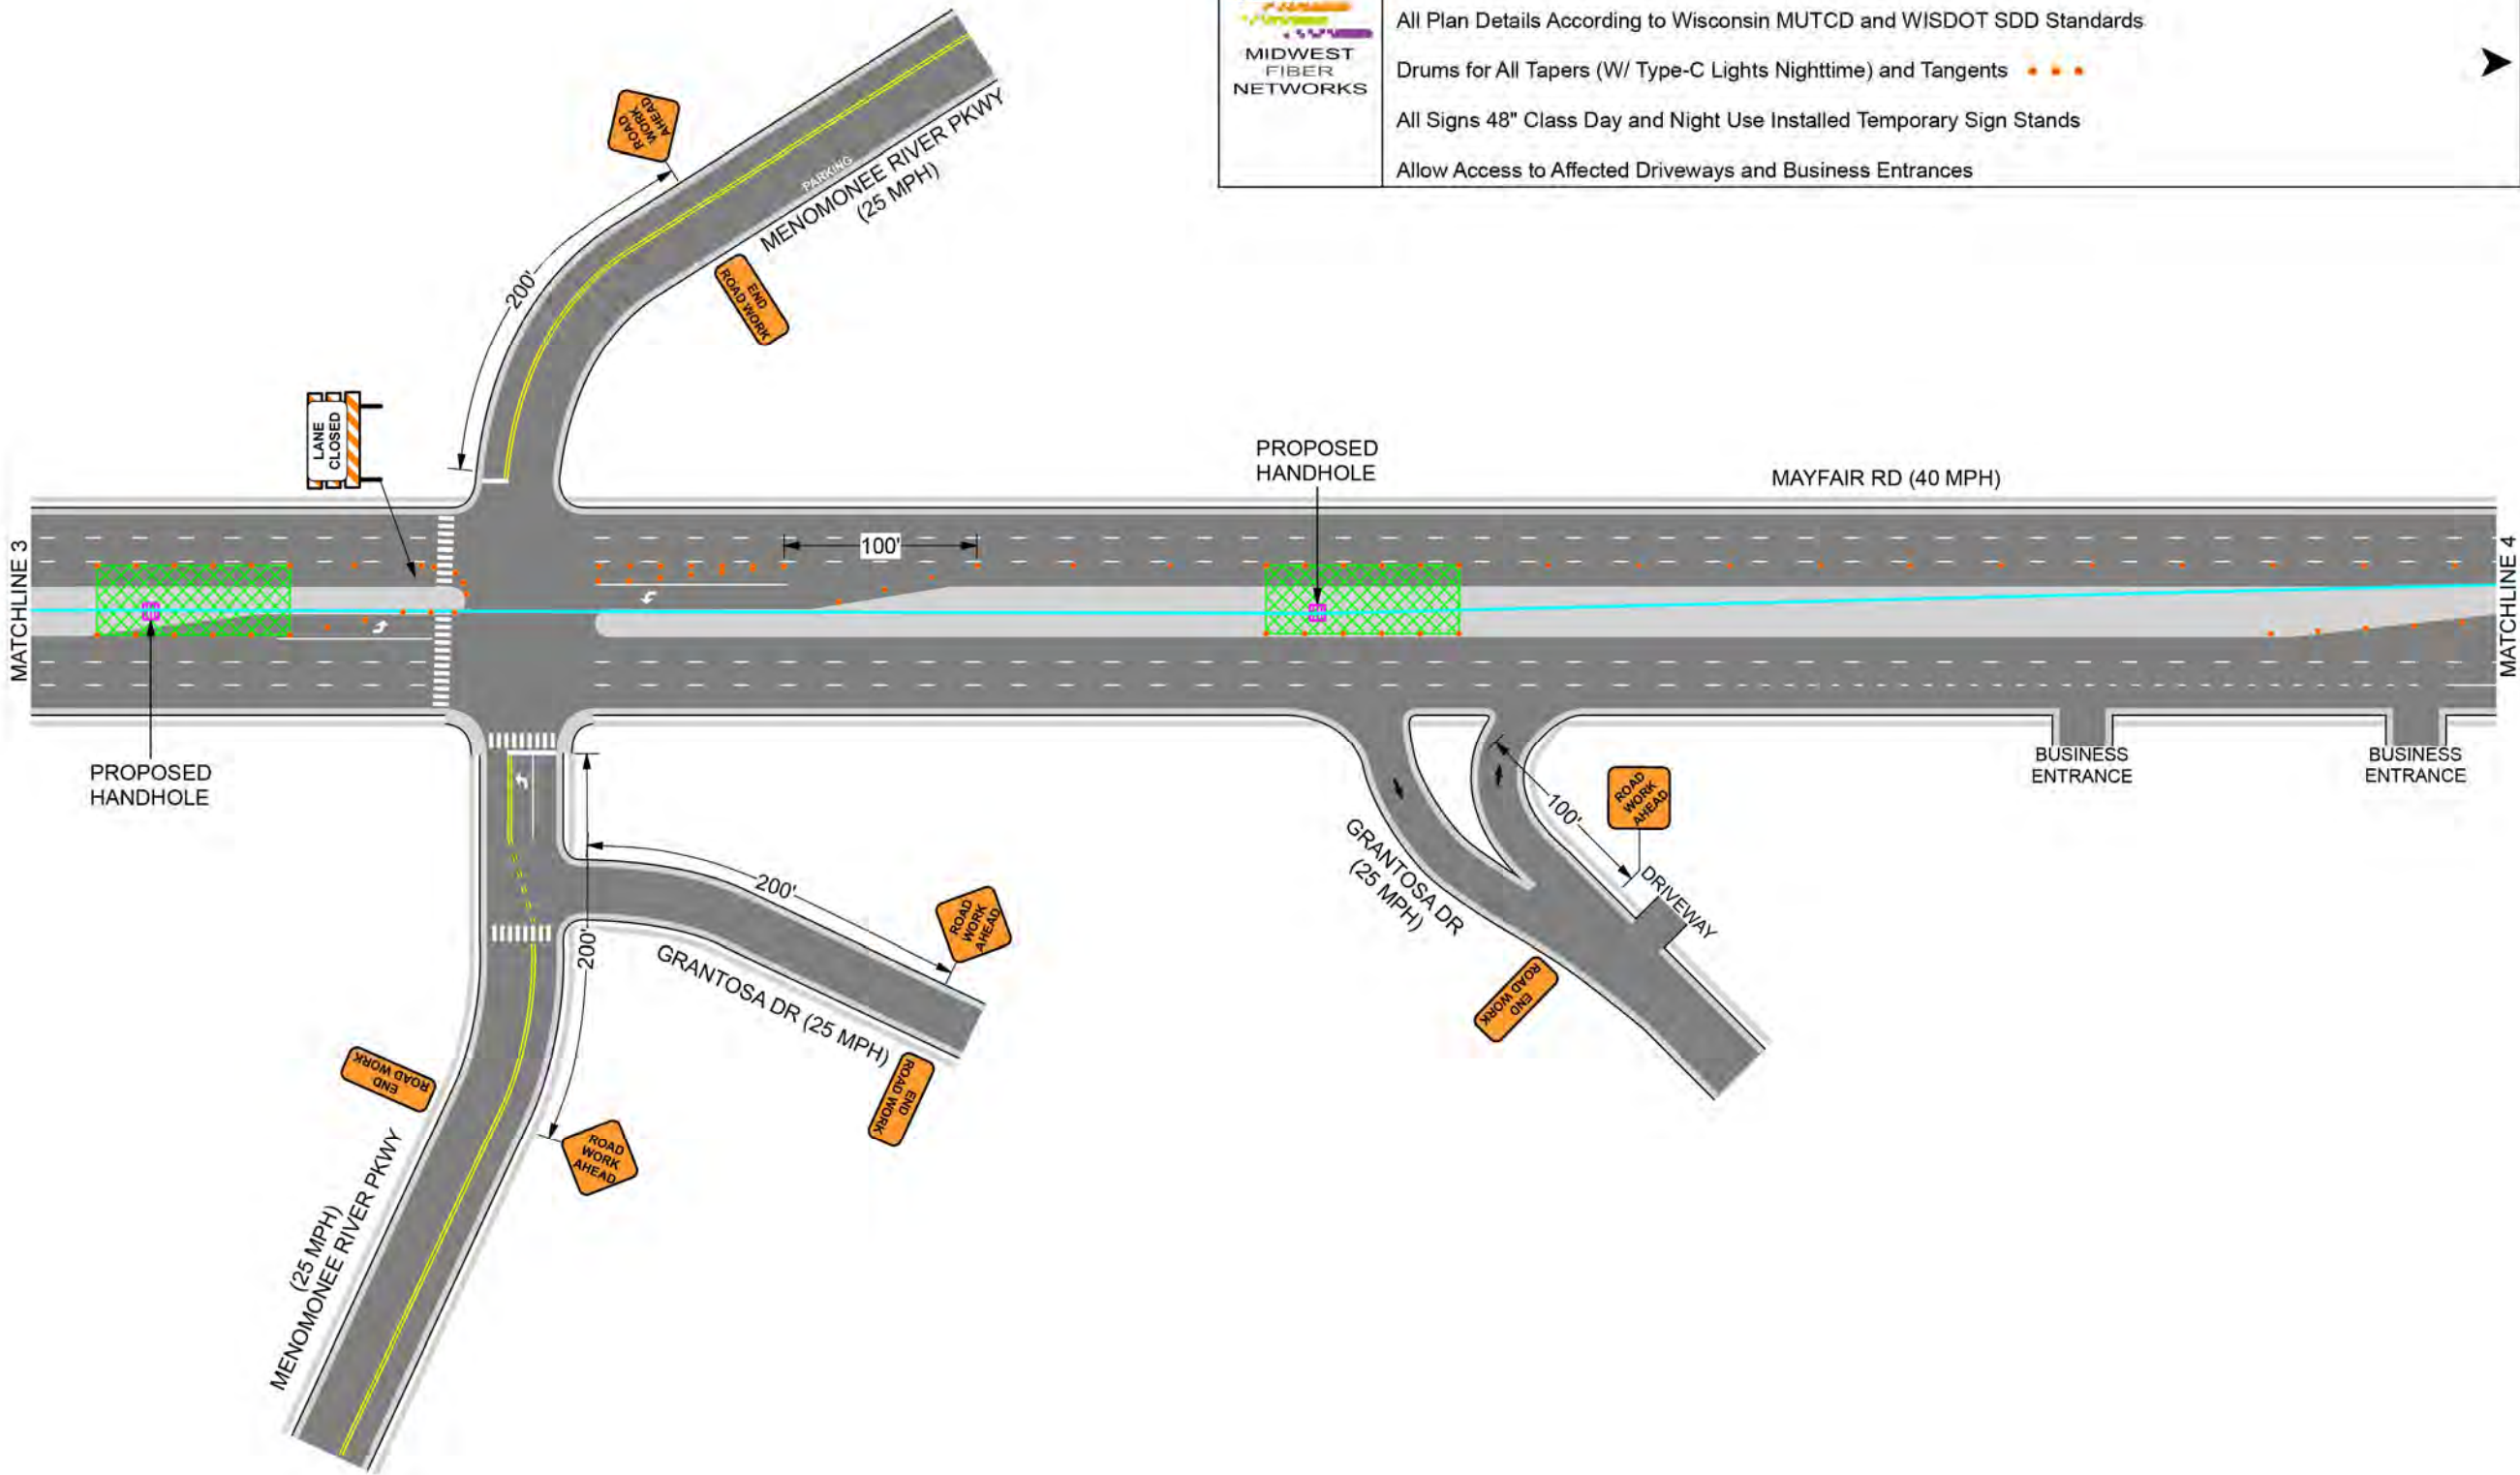 MIDWEST
FIBER
NETWORKS
All Plan Details According to Wisconsin MUTCD and WISDOT SDD Standards
Drums for All Tapers (W/ Type-C Lights Nighttime) and Tangents
All Signs 48" Class Day and Night Use Installed Temporary Sign Stands
Allow Access to Affected Driveways and Business Entrances
ROAD
WORK
AHEAD
PARKING
MENOMONEE RIVER PKWY
(25 MPH)
200'
END
ROAD WORK
LANE
CLOSED
PROPOSED
HANDHOLE
MAYFAIR RD (40 MPH)
MATCHLINE 3
100'
MATCHLINE 4
PROPOSED
HANDHOLE
BUSINESS
ENTRANCE
BUSINESS
ENTRANCE
ROAD
WORK
AHEAD
100'
DRIVEWAY
GRANTOSA DR
(25 MPH)
END
ROAD WORK
200'
200'
ROAD
WORK
AHEAD
GRANTOSA DR (25 MPH)
END
ROAD WORK
END
ROAD WORK
ROAD
WORK
AHEAD
(25 MPH)
MENOMONEE RIVER PKWY